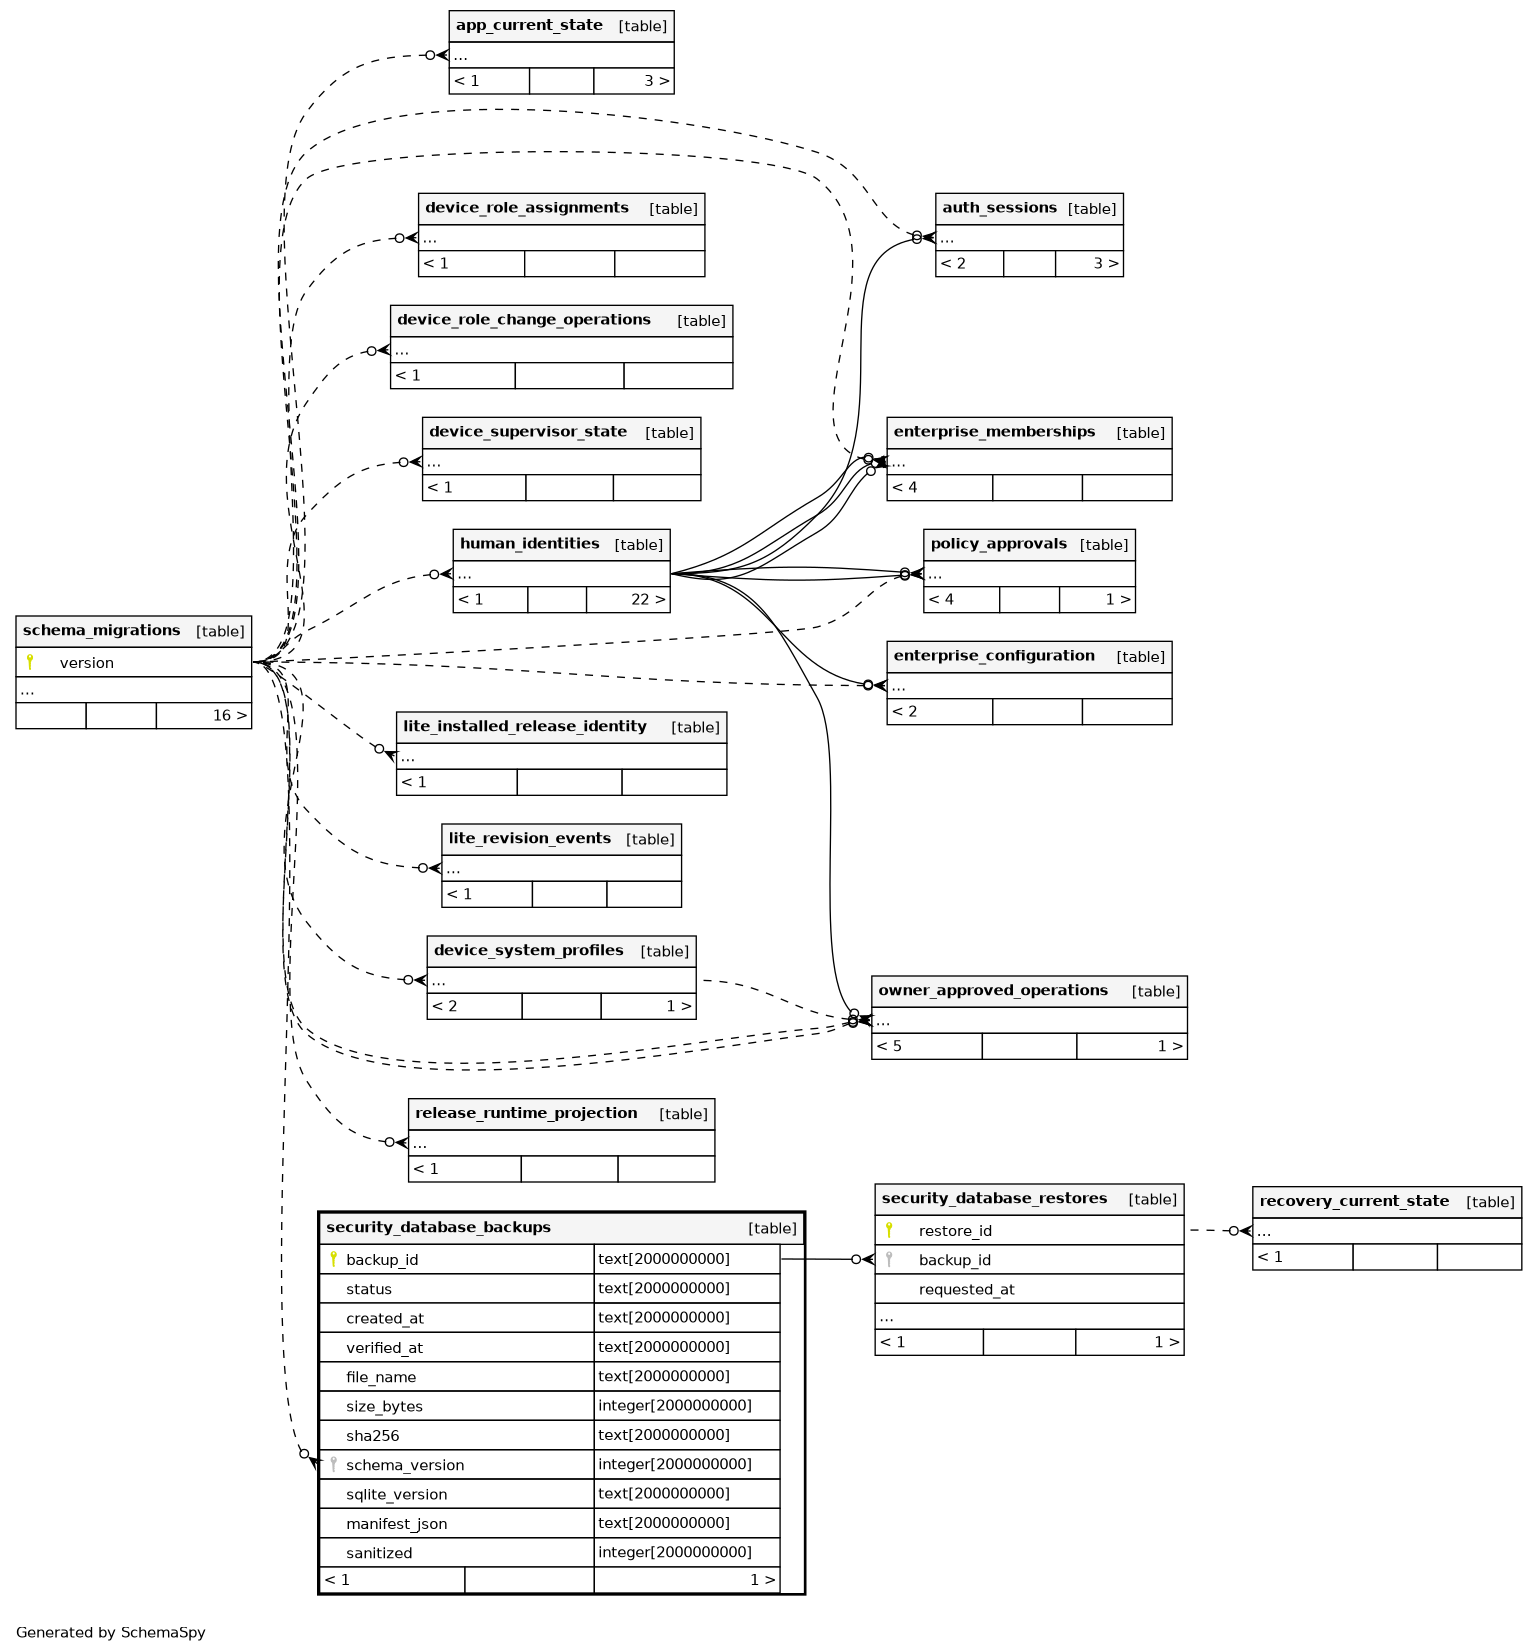 app_current_state [table]
...
< 1 3 >
device_role_assignments [table]
...
< 1
auth_sessions [table]
...
< 2 3 >
device_role_change_operations [table]
...
< 1
device_supervisor_state [table]
...
< 1
enterprise_memberships [table]
...
< 4
human_identities [table]
...
< 1 22 >
policy_approvals [table]
...
< 4 1 >
schema_migrations [table]
version
...
16 >
enterprise_configuration [table]
...
< 2
lite_installed_release_identity [table]
...
< 1
lite_revision_events [table]
...
< 1
device_system_profiles [table]
...
< 2 1 >
owner_approved_operations [table]
...
< 5 1 >
release_runtime_projection [table]
...
< 1
security_database_restores [table]
restore_id
backup_id
requested_at
...
< 1 1 >
recovery_current_state [table]
...
< 1
security_database_backups [table]
backup_id text[2000000000]
status text[2000000000]
created_at text[2000000000]
verified_at text[2000000000]
file_name text[2000000000]
size_bytes integer[2000000000]
sha256 text[2000000000]
schema_version integer[2000000000]
sqlite_version text[2000000000]
manifest_json text[2000000000]
sanitized integer[2000000000]
< 1 1 >
Generated by SchemaSpy